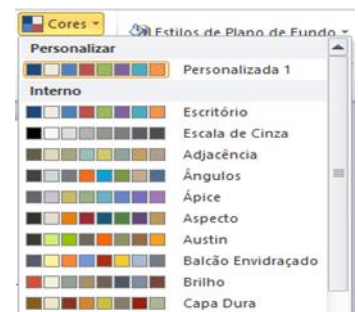 Cores
Estilos de Plano de Fundo
Personalizar
Personalizada 1
Interno
Escritório
Escala de Cinza
Adjacência
Ângulos
Ápice
Aspecto
Austin
Balcão Envidraçado
Brilho
Capa Dura